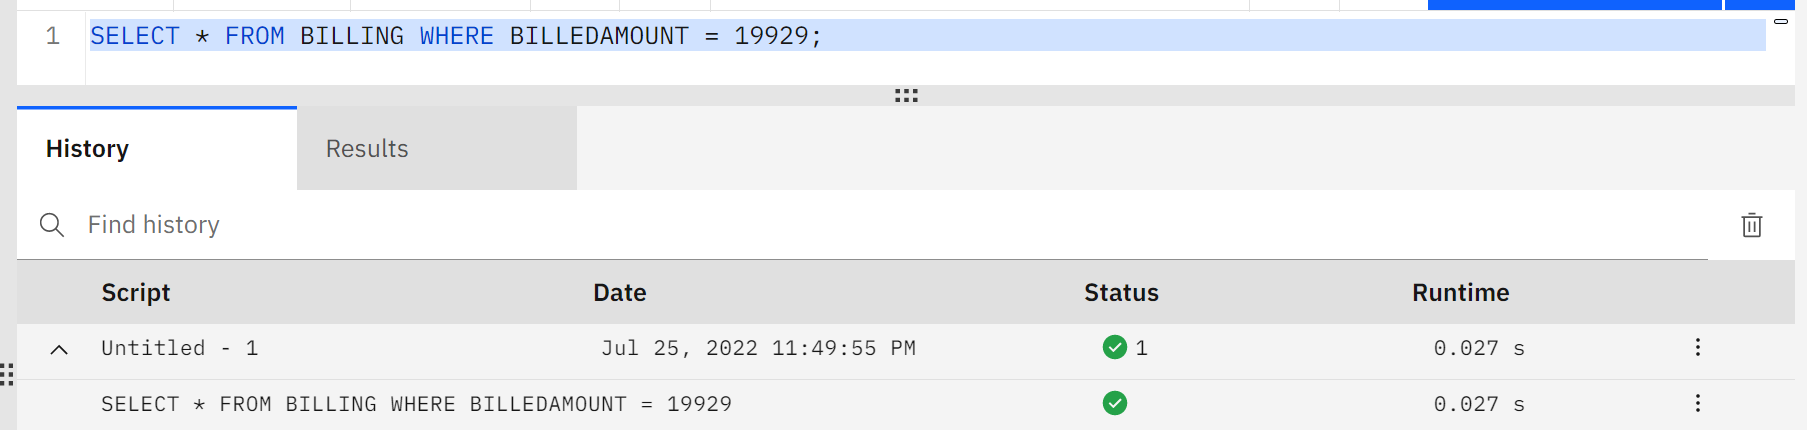 1 SELECT * FROM BILLING WHERE BILLEDAMOUNT = 19929;
History Results
Find history
Script Date Status Runtime
Untitled - 1 Jul 25, 2022 11:49:55 PM 1 0.027 s
SELECT * FROM BILLING WHERE BILLEDAMOUNT = 19929 0.027 s